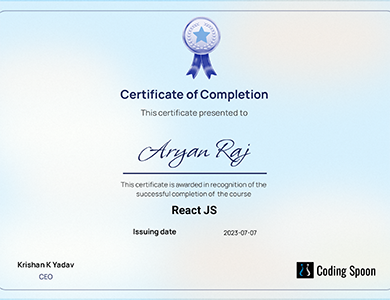 Certificate of Completion
This certificate presented to
Aryan Raj
This certificate is awarded in recognition of the
successful completion of the course
React JS
Issuing date 2023-07-07
Krishan K Yadav
CEO
Coding Spoon